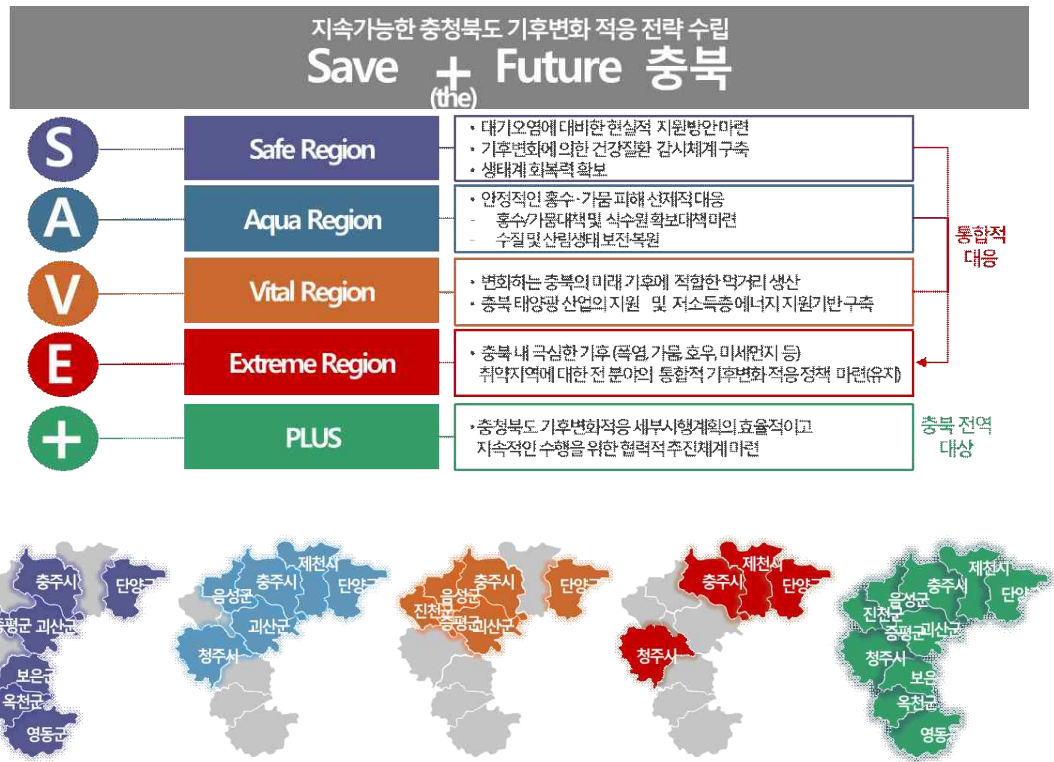 지속가능한 충청북도 기후변화 적응 전략 수립
Save + Future 충북
(the)
S
Safe Region
• 대기오염에 대비한 현실적 지원방안 마련
• 기후변화에 의한 건강질환 감시체계 구축
• 생태계 회복력 확보
A
Aqua Region
• 안정적인 홍수·가뭄 피해 선제적 대응
- 홍수/가뭄대책 및 식수원 확보대책 마련
- 수질 및 산림생태 보전·복원
통합적
대응
V
Vital Region
• 변화하는 충북의 미래 기후에 적합한 먹거리 생산
• 충북 태양광 산업의 지원 및 저소득층 에너지 지원기반 구축
E
Extreme Region
• 충북 내 극심한 기후 (폭염, 가뭄, 호우, 미세먼지 등)
취약지역에 대한 전 분야의 통합적 기후변화 적응 정책 마련(유지)
+
PLUS
• 충청북도 기후변화적응 세부시행계획의 효율적이고
지속적인 수행을 위한 협력적 추진체계 마련
충북 전역
대상
충주시
단양군
증평군
괴산군
보은군
옥천군
영동군
제천시
충주시
단양군
음성군
괴산군
청주시
충주시
단양군
음성군
진천군
증평군
괴산군
제천시
충주시
단양군
청주시
제천시
충주시
단양
음성군
진천군
증평군
괴산군
청주시
보은
옥천군
영동군